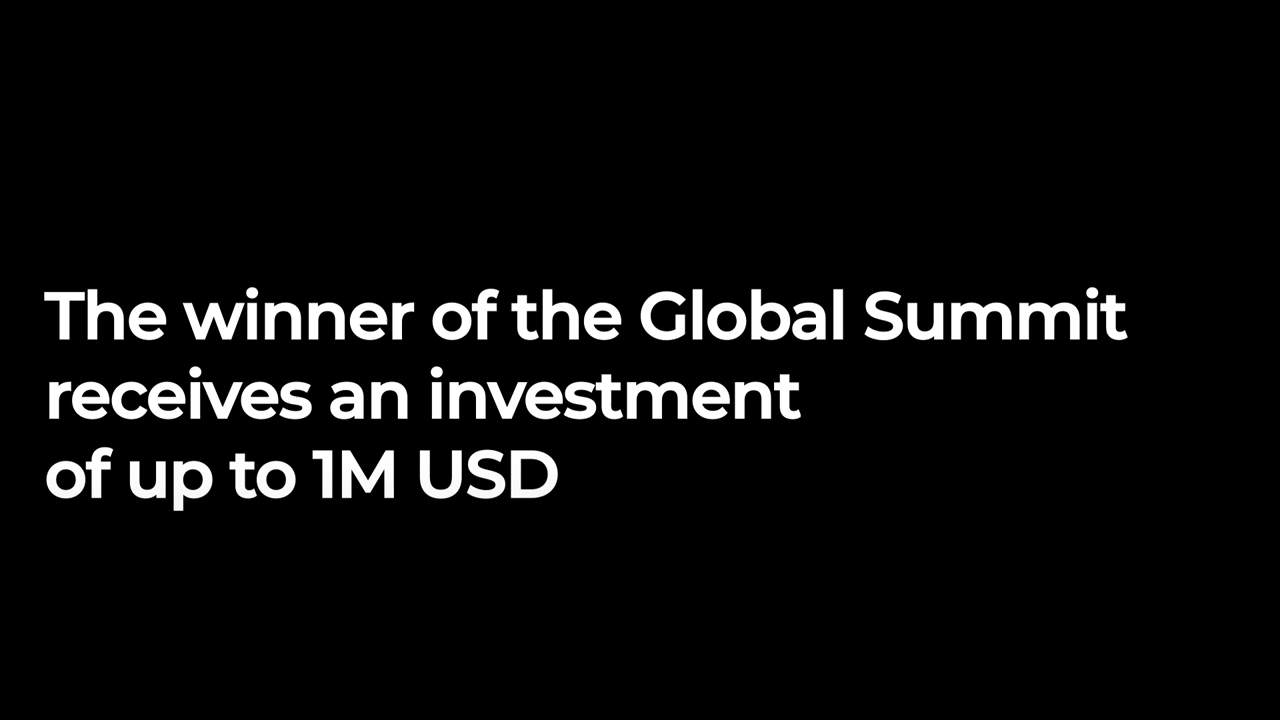 The winner of the Global Summit
receives an investment
of up to 1M USD